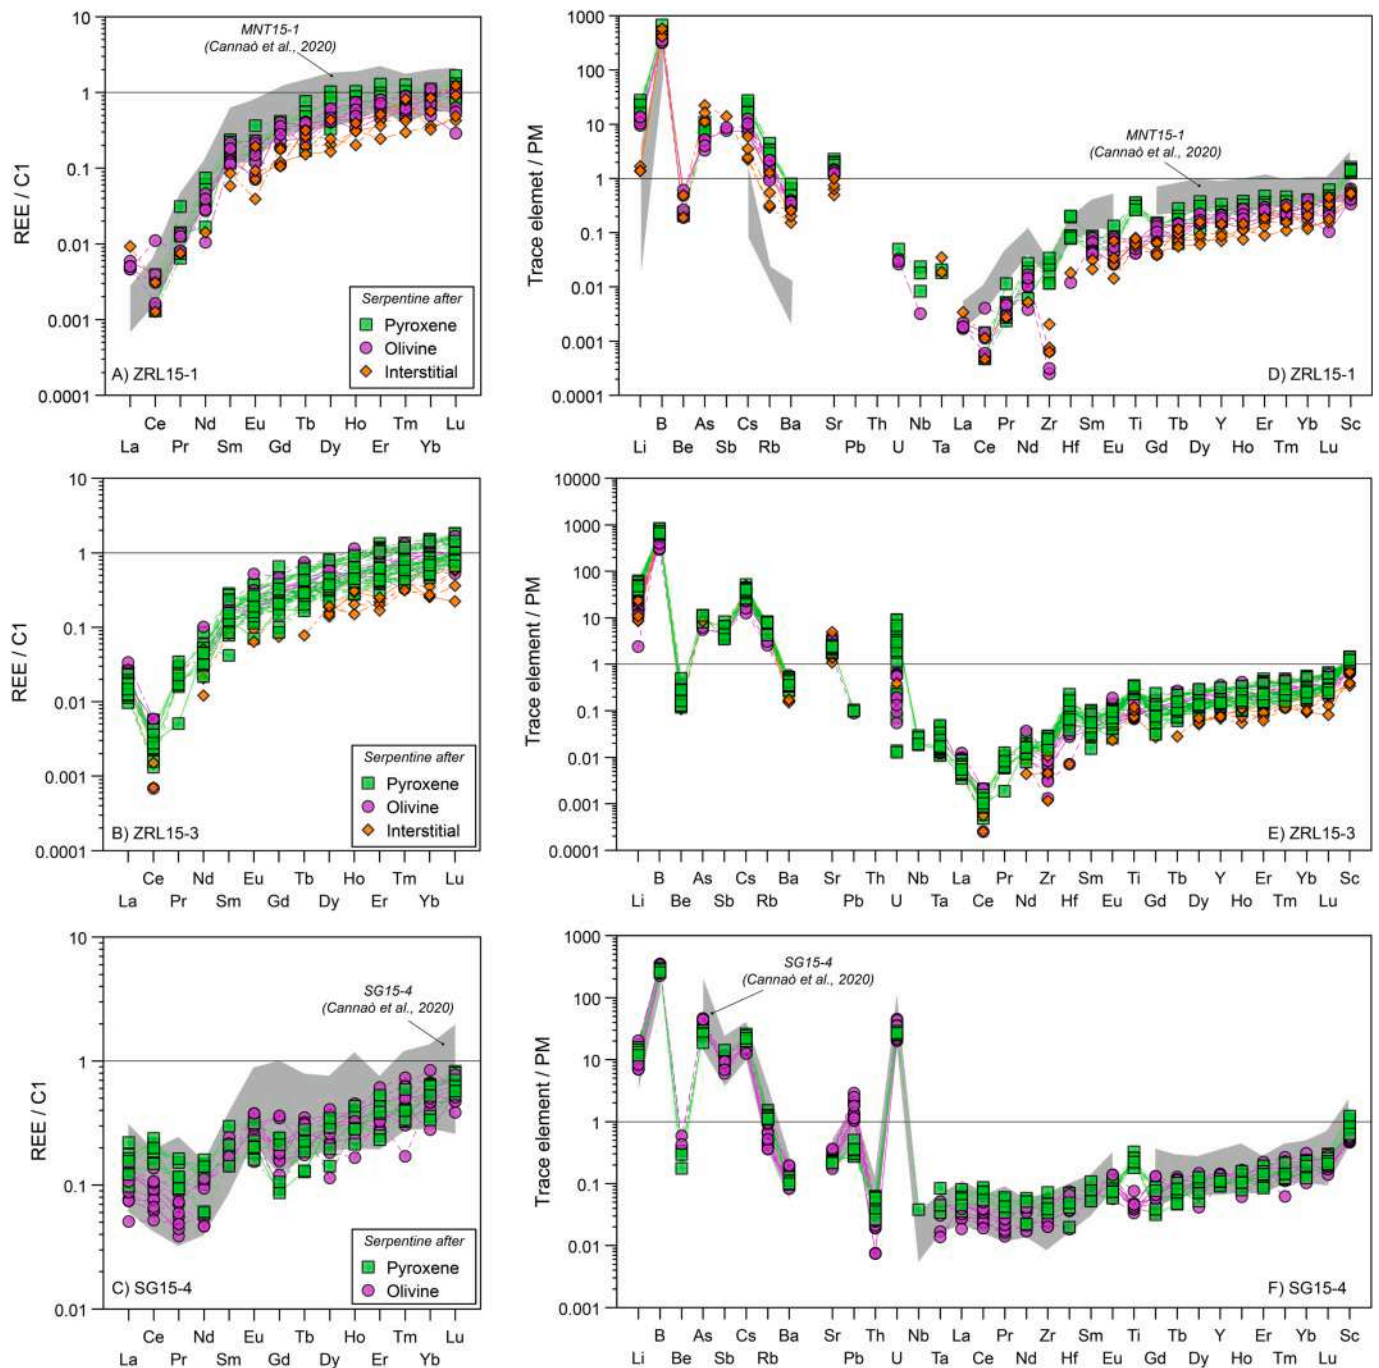 10
1
0.1
0.01
0.001
0.0001
REE / C1
MNT15-1
(Cannaò et al., 2020)
Serpentine after
Pyroxene
Olivine
Interstitial
A) ZRL15-1
Ce Nd Eu Tb Ho Tm Lu
La Pr Sm Gd Dy Er Yb
1000
100
10
1
0.1
0.01
0.001
0.0001
Trace elemet / PM
MNT15-1
(Cannaò et al., 2020)
D) ZRL15-1
B As Cs Ba Sr Th Nb La Pr Zr Sm Ti Tb Y Er Yb Sc
Li Be Sb Rb Pb U Ta Ce Nd Hf Eu Gd Dy Ho Tm Lu
10
1
0.1
0.01
0.001
0.0001
REE / C1
Serpentine after
Pyroxene
Olivine
Interstitial
B) ZRL15-3
Ce Nd Eu Tb Ho Tm Lu
La Pr Sm Gd Dy Er Yb
10000
1000
100
10
1
0.1
0.01
0.001
0.0001
Trace element / PM
E) ZRL15-3
B As Cs Ba Sr Th Nb La Pr Zr Sm Ti Tb Y Er Yb Sc
Li Be Sb Rb Pb U Ta Ce Nd Hf Eu Gd Dy Ho Tm Lu
10
1
0.1
0.01
REE / C1
SG15-4
(Cannaò et al., 2020)
Serpentine after
Pyroxene
Olivine
C) SG15-4
Ce Nd Eu Tb Ho Tm Lu
La Pr Sm Gd Dy Er Yb
1000
100
10
1
0.1
0.01
0.001
Trace element / PM
SG15-4
(Cannaò et al., 2020)
F) SG15-4
B As Cs Ba Sr Th Nb La Pr Zr Sm Ti Tb Y Er Yb Sc
Li Be Sb Rb Pb U Ta Ce Nd Hf Eu Gd Dy Ho Tm Lu